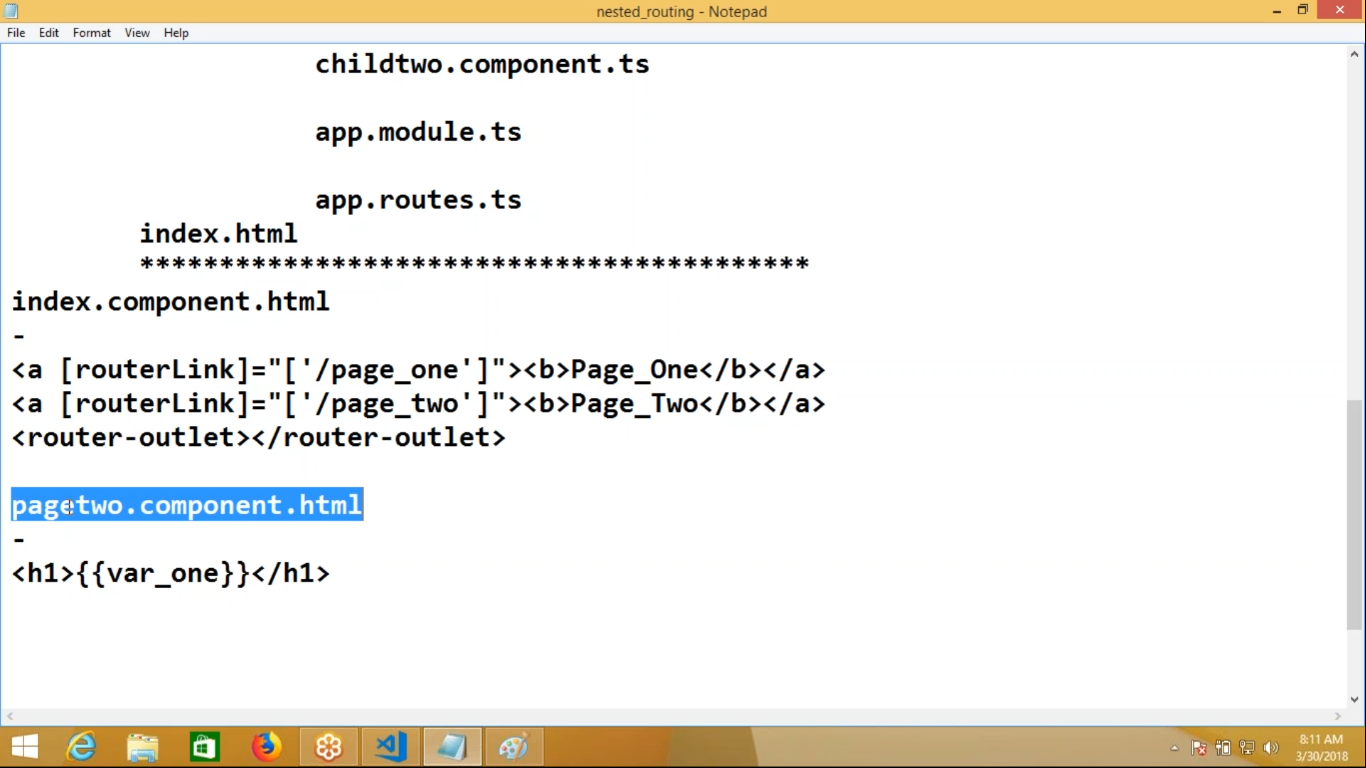 nested_routing - Notepad
File Edit Format View Help
childtwo.component.ts
app.module.ts
app.routes.ts
index.html
******************************************
index.component.html
-
<a [routerLink]="['/page_one']"><b>Page_One</b></a>
<a [routerLink]="['/page_two']"><b>Page_Two</b></a>
<router-outlet></router-outlet>
pagetwo.component.html
-
<h1>{{var_one}}</h1>
8:11 AM
3/30/2018